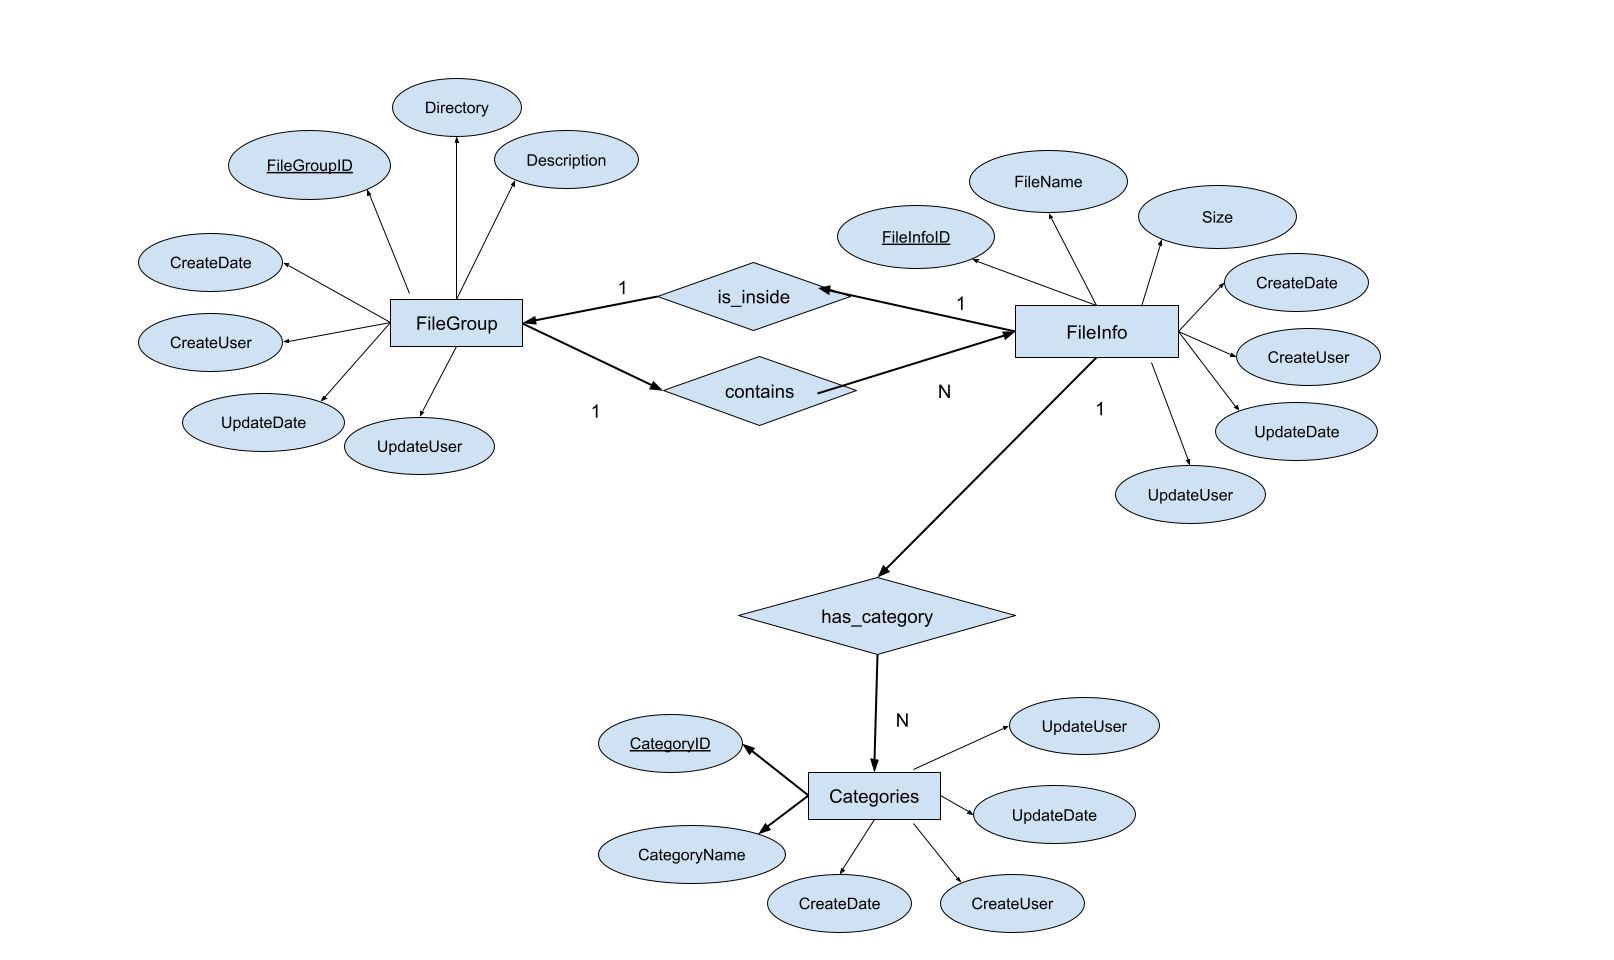 Directory
Description
FileGroupID
CreateDate
CreateUser
UpdateDate
UpdateUser
FileGroup
1
is_inside
1
1
contains
N
FileName
Size
FileInfoID
CreateDate
FileInfo
CreateUser
UpdateDate
UpdateUser
1
has_category
N
CategoryID
UpdateUser
Categories
UpdateDate
CategoryName
CreateDate
CreateUser